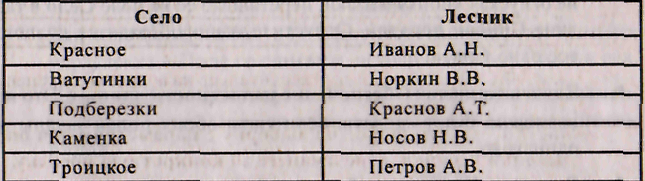 Село Лесник
Красное Иванов А.Н.
Ватутинки Норкин В.В.
Подберезки Краснов А.Т.
Каменка Носов Н.В.
Троицкое Петров А.В.